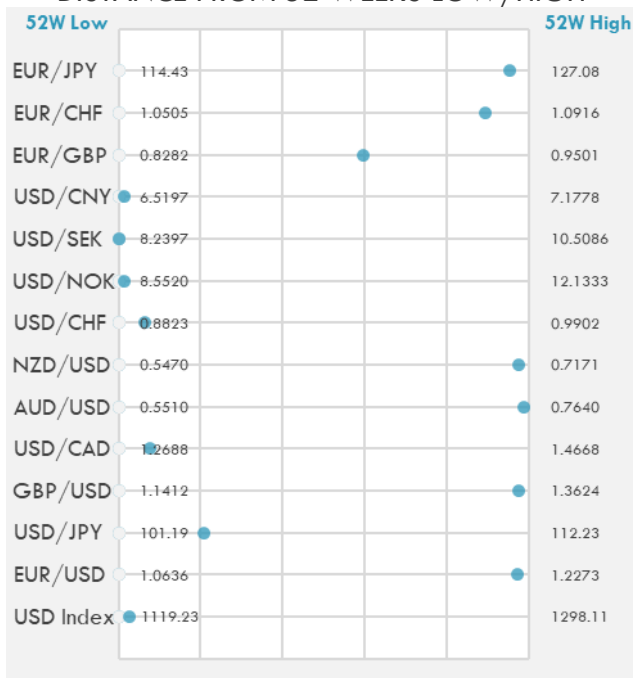 52W Low 52W High
EUR/JPY 114.43 127.08
EUR/CHF 1.0505 1.0916
EUR/GBP 0.8282 0.9501
USD/CNY 6.5197 7.1778
USD/SEK 8.2397 10.5086
USD/NOK 8.5520 12.1333
USD/CHF 0.8823 0.9902
NZD/USD 0.5470 0.7171
AUD/USD 0.5510 0.7640
USD/CAD 1.2688 1.4668
GBP/USD 1.1412 1.3624
USD/JPY 101.19 112.23
EUR/USD 1.0636 1.2273
USD Index 1119.23 1298.11